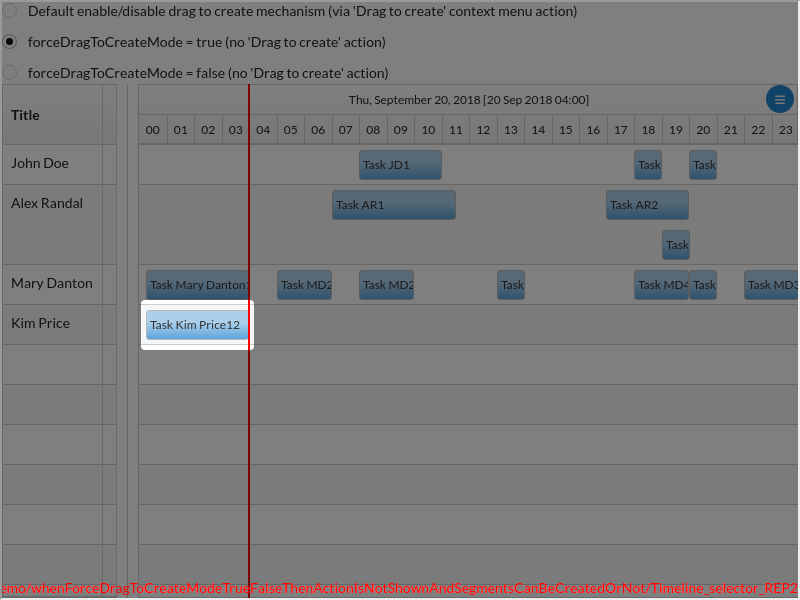 Default enable/disable drag to create mechanism (via 'Drag to create' context menu action)
forceDragToCreateMode = true (no 'Drag to create' action)
forceDragToCreateMode = false (no 'Drag to create' action)
Title
Thu, September 20, 2018 [20 Sep 2018 04:00]
00 01 02 03 04 05 06 07 08 09 10 11 12 13 14 15 16 17 18 19 20 21 22 23
John Doe
Task JD1 Task Task
Alex Randal
Task AR1 Task AR2
Task
Mary Danton
Task Mary Danton Task MD2 Task MD2 Task Task MD4 Task Task MD3
Kim Price
Task Kim Price12
emo/whenForceDragToCreateModeTrueFalseThenActionIsNotShownAndSegmentsCanBeCreatedOrNot/Timeline_selector_REP2